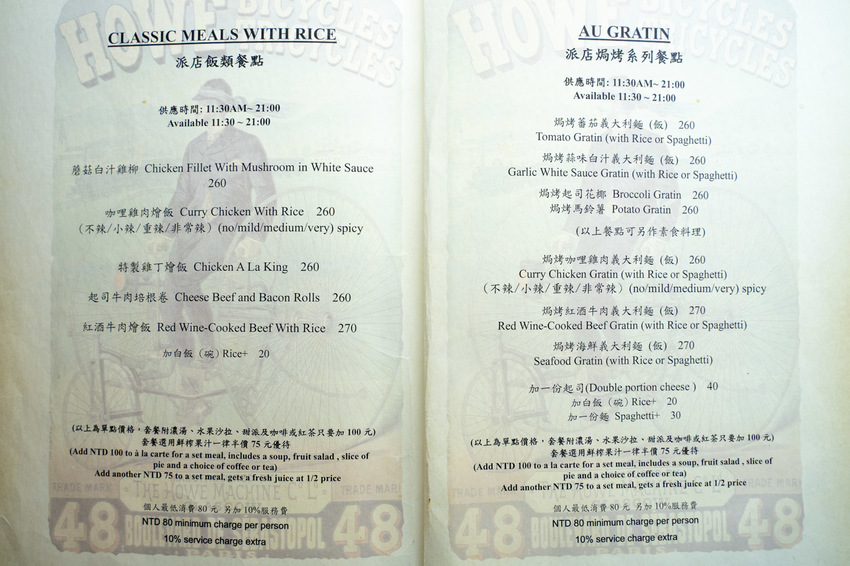 HOWE BICYCLES
TRICYCLES
CLASSIC MEALS WITH RICE
派店飯類餐點
供應時間: 11:30AM~ 21:00
Available 11:30 ~ 21:00
蘑菇白汁雞柳 Chicken Fillet With Mushroom in White Sauce
260
咖哩雞肉燴飯 Curry Chicken With Rice 260
(不辣/小辣/重辣/非常辣) (no/mild/medium/very) spicy
特製雞丁燴飯 Chicken A La King 260
起司牛肉培根卷 Cheese Beef and Bacon Rolls 260
紅酒牛肉燴飯 Red Wine-Cooked Beef With Rice 270
加白飯 (碗) Rice+ 20
(以上為單點價格，套餐附濃湯、水果沙拉、甜派及咖啡或紅茶只要加 100 元)
套餐選用鮮榨果汁一律半價 75 元優待
(Add NTD 100 to à la carte for a set meal, includes a soup, fruit salad , slice of
pie and a choice of coffee or tea)
Add another NTD 75 to a set meal, gets a fresh juice at 1/2 price
TRADE MARK THE HOWE MACHINE Co Ld TRADE MARK
個人最低消費 80 元 另加 10%服務費
NTD 80 minimum charge per person
10% service charge extra
48 48
HOWE BICYCLES
TRICYCLES
AU GRATIN
派店焗烤系列餐點
供應時間: 11:30AM~ 21:00
Available 11:30 ~ 21:00
焗烤蕃茄義大利麵 (飯) 260
Tomato Gratin (with Rice or Spaghetti)
焗烤蒜味白汁義大利麵 (飯) 260
Garlic White Sauce Gratin (with Rice or Spaghetti)
焗烤起司花椰 Broccoli Gratin 260
焗烤馬鈴薯 Potato Gratin 260
(以上餐點可另作素食料理)
焗烤咖哩雞肉義大利麵 (飯) 260
Curry Chicken Gratin (with Rice or Spaghetti)
(不辣/小辣/重辣/非常辣) (no/mild/medium/very) spicy
焗烤紅酒牛肉義大利麵 (飯) 270
Red Wine-Cooked Beef Gratin (with Rice or Spaghetti)
焗烤海鮮義大利麵 (飯) 270
Seafood Gratin (with Rice or Spaghetti)
加一份起司(Double portion cheese ) 40
加白飯 (碗) Rice+ 20
加一份麵 Spaghetti+ 30
(以上為單點價格，套餐附濃湯、水果沙拉、甜派及咖啡或紅茶只要加 100 元)
套餐選用鮮榨果汁一律半價 75 元優待
(Add NTD 100 to a la carte for a set meal, includes a soup, fruit salad , slice of
pie and a choice of coffee or tea)
Add another NTD 75 to a set meal, gets a fresh juice at 1/2 price
TRADE MARK TRADE MARK
個人最低消費 80 元 另加 10%服務費
NTD 80 minimum charge per person
10% service charge extra
48 48